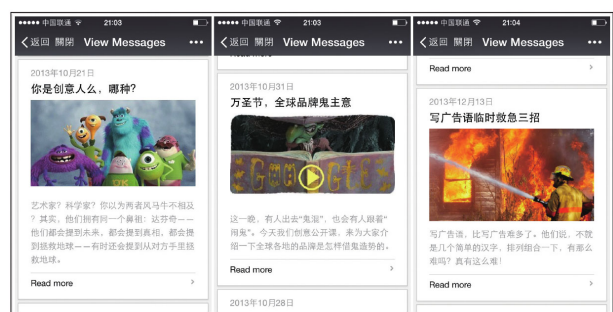 中国联通 21:03
返回 關閉 View Messages
2013年10月21日
你是创意人么，哪种？
艺术家？科学家？你以为两者风马牛不相及
？其实，他们拥有同一个鼻祖：达芬奇——
他们都会提到未来，都会提到真相，都会提
到拯救地球——有时还会提到从对方手里拯
救地球。
Read more
中国联通 21:03
返回 關閉 View Messages
Read more
2013年10月31日
万圣节，全球品牌鬼主意
Google
这一晚，有人出去“鬼混”，也会有人跟着“
闹鬼”。今天我们创意公开课，来为大家介
绍一下全球各地的品牌是怎样借鬼造势的。
Read more
2013年10月28日
中国联通 21:04
返回 關閉 View Messages
Read more
2013年12月13日
写广告语临时救急三招
写广告语，比写广告难多了。他们说，不就
是几个简单的汉字，排列组合一下，有那么
难吗？真有这么难！
Read more